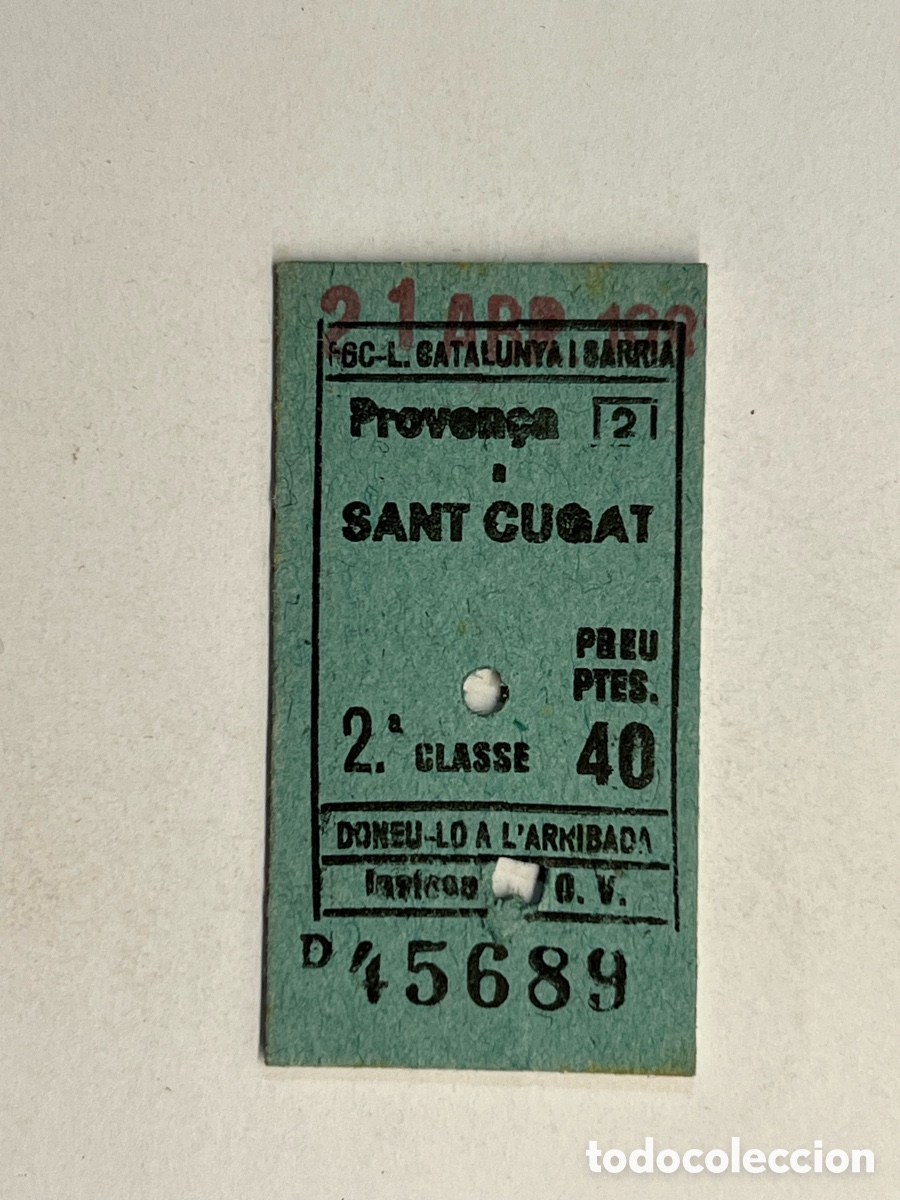 21 ABR 198
FGC-L. CATALUNYA I SARRIA
Provença 2
a
SANT CUGAT
PREU
PTES.
2.ª CLASSE 40
DONEU-LO A L'ARRIBADA
O. V.
D 45689
todocoleccion